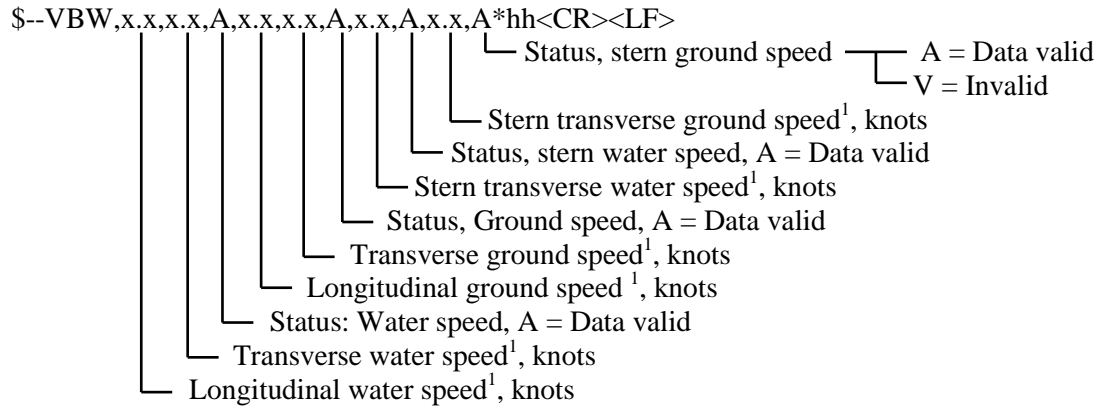 $--VBW,x.x,x.x,A,x.x,x.x,A,x.x,A,x.x,A*hh<CR><LF>
Status, stern ground speed A = Data valid
V = Invalid
Stern transverse ground speed¹, knots
Status, stern water speed, A = Data valid
Stern transverse water speed¹, knots
Status, Ground speed, A = Data valid
Transverse ground speed¹, knots
Longitudinal ground speed ¹, knots
Status: Water speed, A = Data valid
Transverse water speed¹, knots
Longitudinal water speed¹, knots